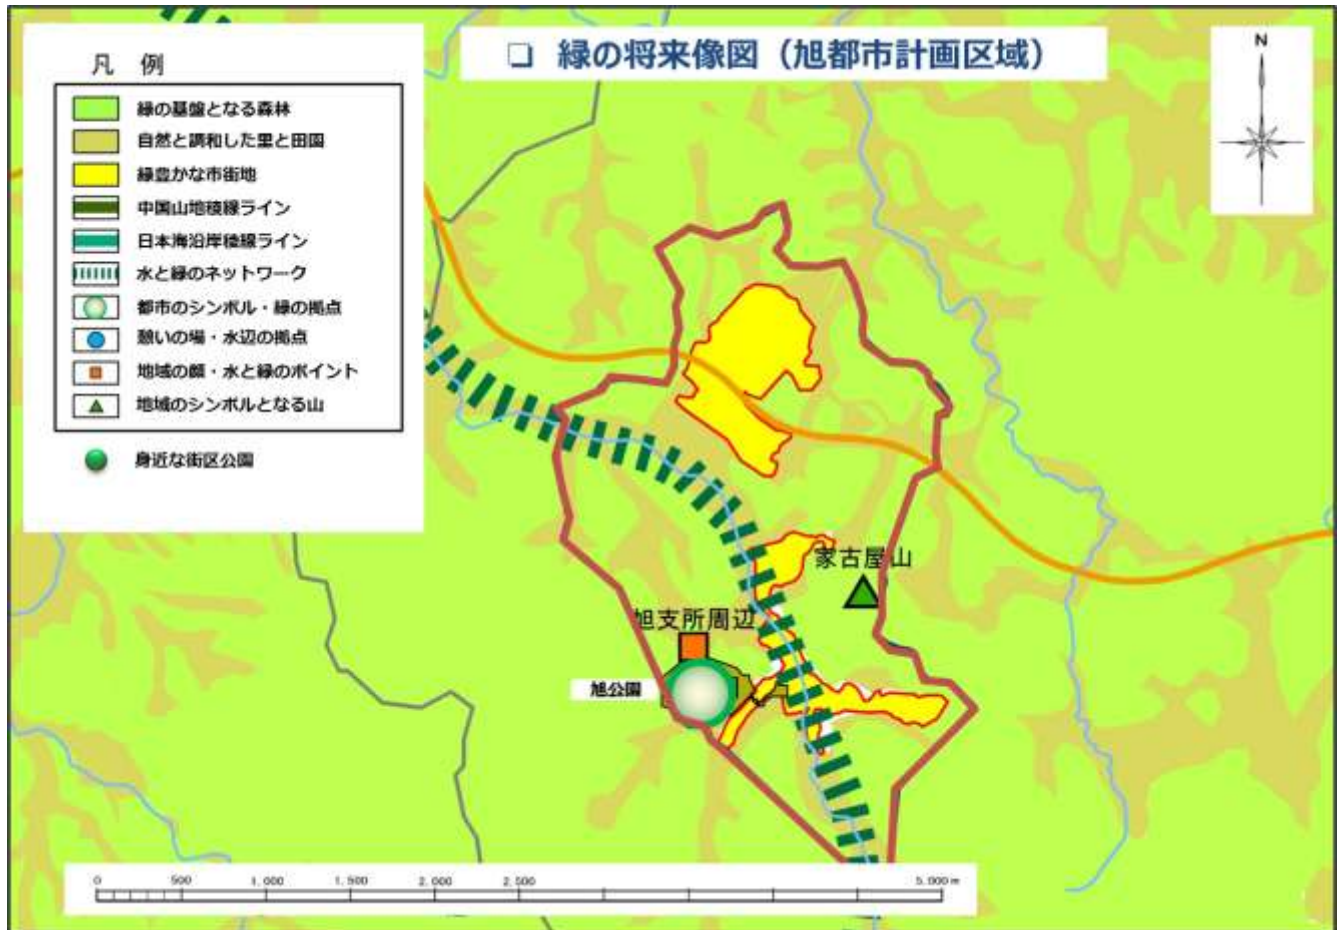 ❏ 緑の将来像図（旭都市計画区域）
N
凡 例
緑の基盤となる森林
自然と調和した里と田園
緑豊かな市街地
中国山地稜線ライン
日本海沿岸稜線ライン
水と緑のネットワーク
都市のシンボル・緑の拠点
憩いの場・水辺の拠点
地域の顔・水と緑のポイント
地域のシンボルとなる山
身近な街区公園
家古屋山
旭支所周辺
旭公園
0 500 1,000 1,500 2,000 2,500 5,000m